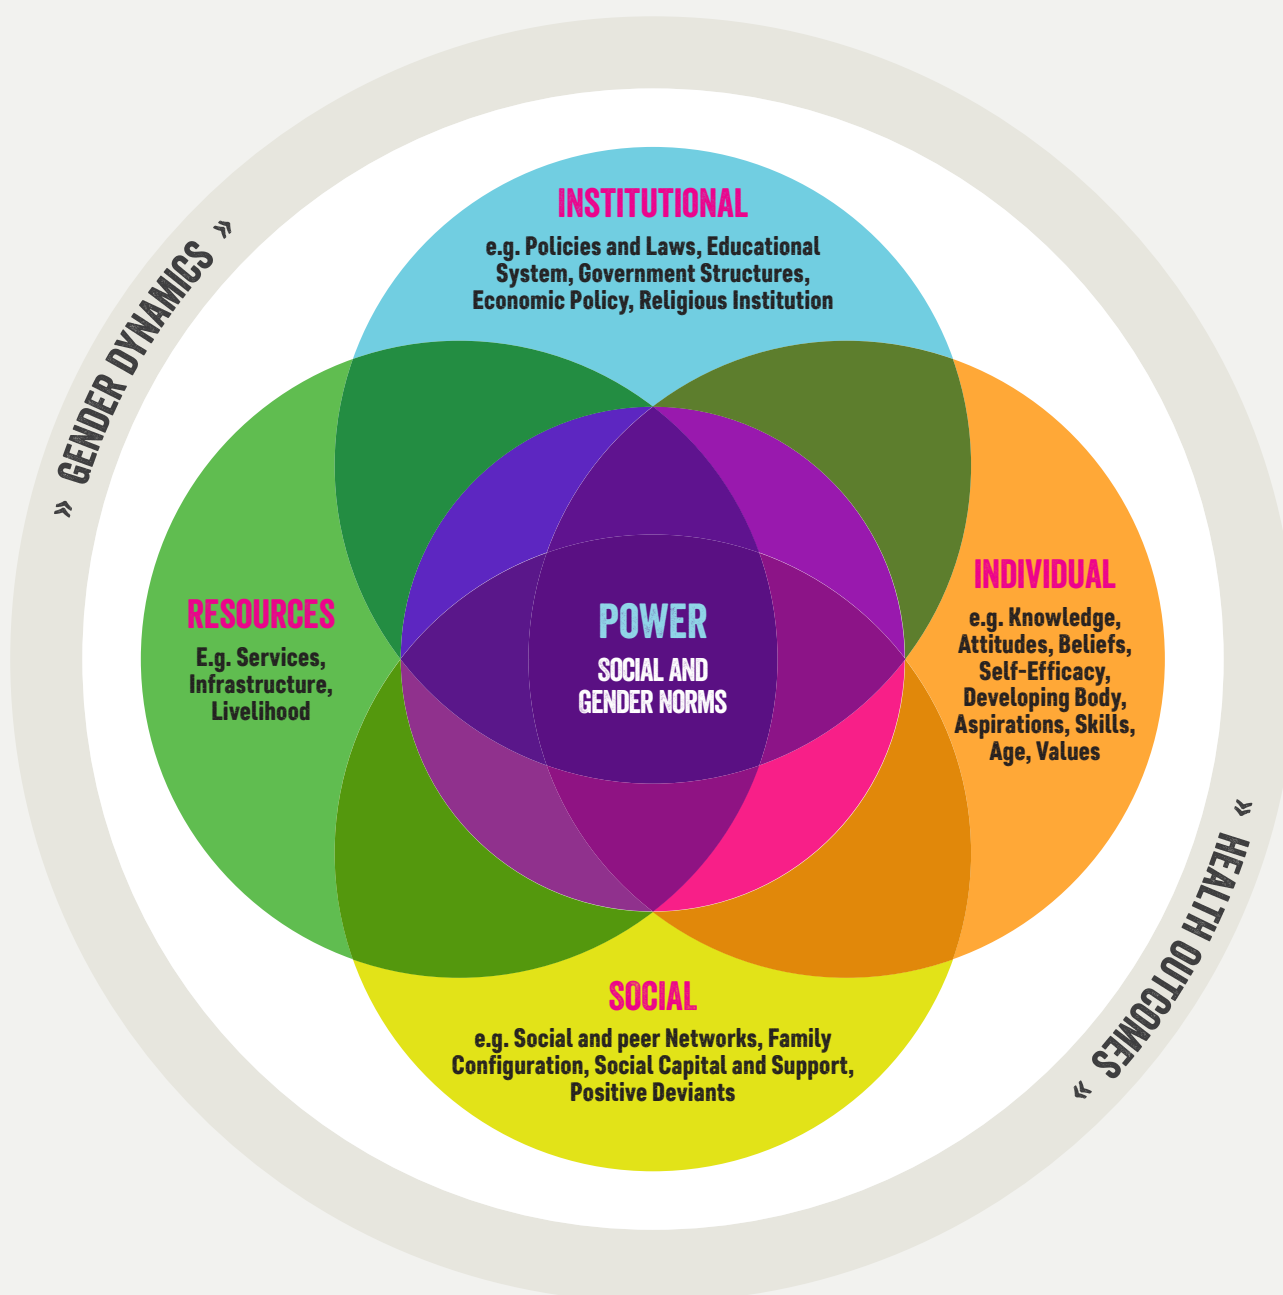 INSTITUTIONAL
e.g. Policies and Laws, Educational
System, Government Structures,
Economic Policy, Religious Institution
» GENDER DYNAMICS »
RESOURCES
E.g. Services,
Infrastructure,
Livelihood
POWER
SOCIAL AND
GENDER NORMS
INDIVIDUAL
e.g. Knowledge,
Attitudes, Beliefs,
Self-Efficacy,
Developing Body,
Aspirations, Skills,
Age, Values
SOCIAL
e.g. Social and peer Networks, Family
Configuration, Social Capital and Support,
Positive Deviants
» HEALTH OUTCOMES »